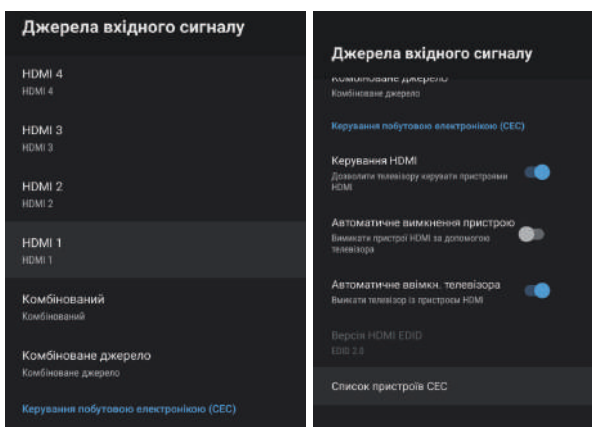 Джерела вхідного сигналу
HDMI 4
HDMI 4
HDMI 3
HDMI 3
HDMI 2
HDMI 2
HDMI 1
HDMI 1
Комбінований
Комбінований
Комбіноване джерело
Комбіноване джерело
Керування побутовою електронікою (CEC)
Джерела вхідного сигналу
Комбіноване джерело
Комбіноване джерело
Керування побутовою електронікою (CEC)
Керування HDMI
Дозволити телевізору керувати пристроями
HDMI
Автоматичне вимкнення пристрою
Вимикати пристрої HDMI за допомогою
телевізора
Автоматичне ввімкн. телевізора
Вмикати телевізор із пристроєм HDMI
Версія HDMI EDID
EDID 2.0
Список пристроїв CEC